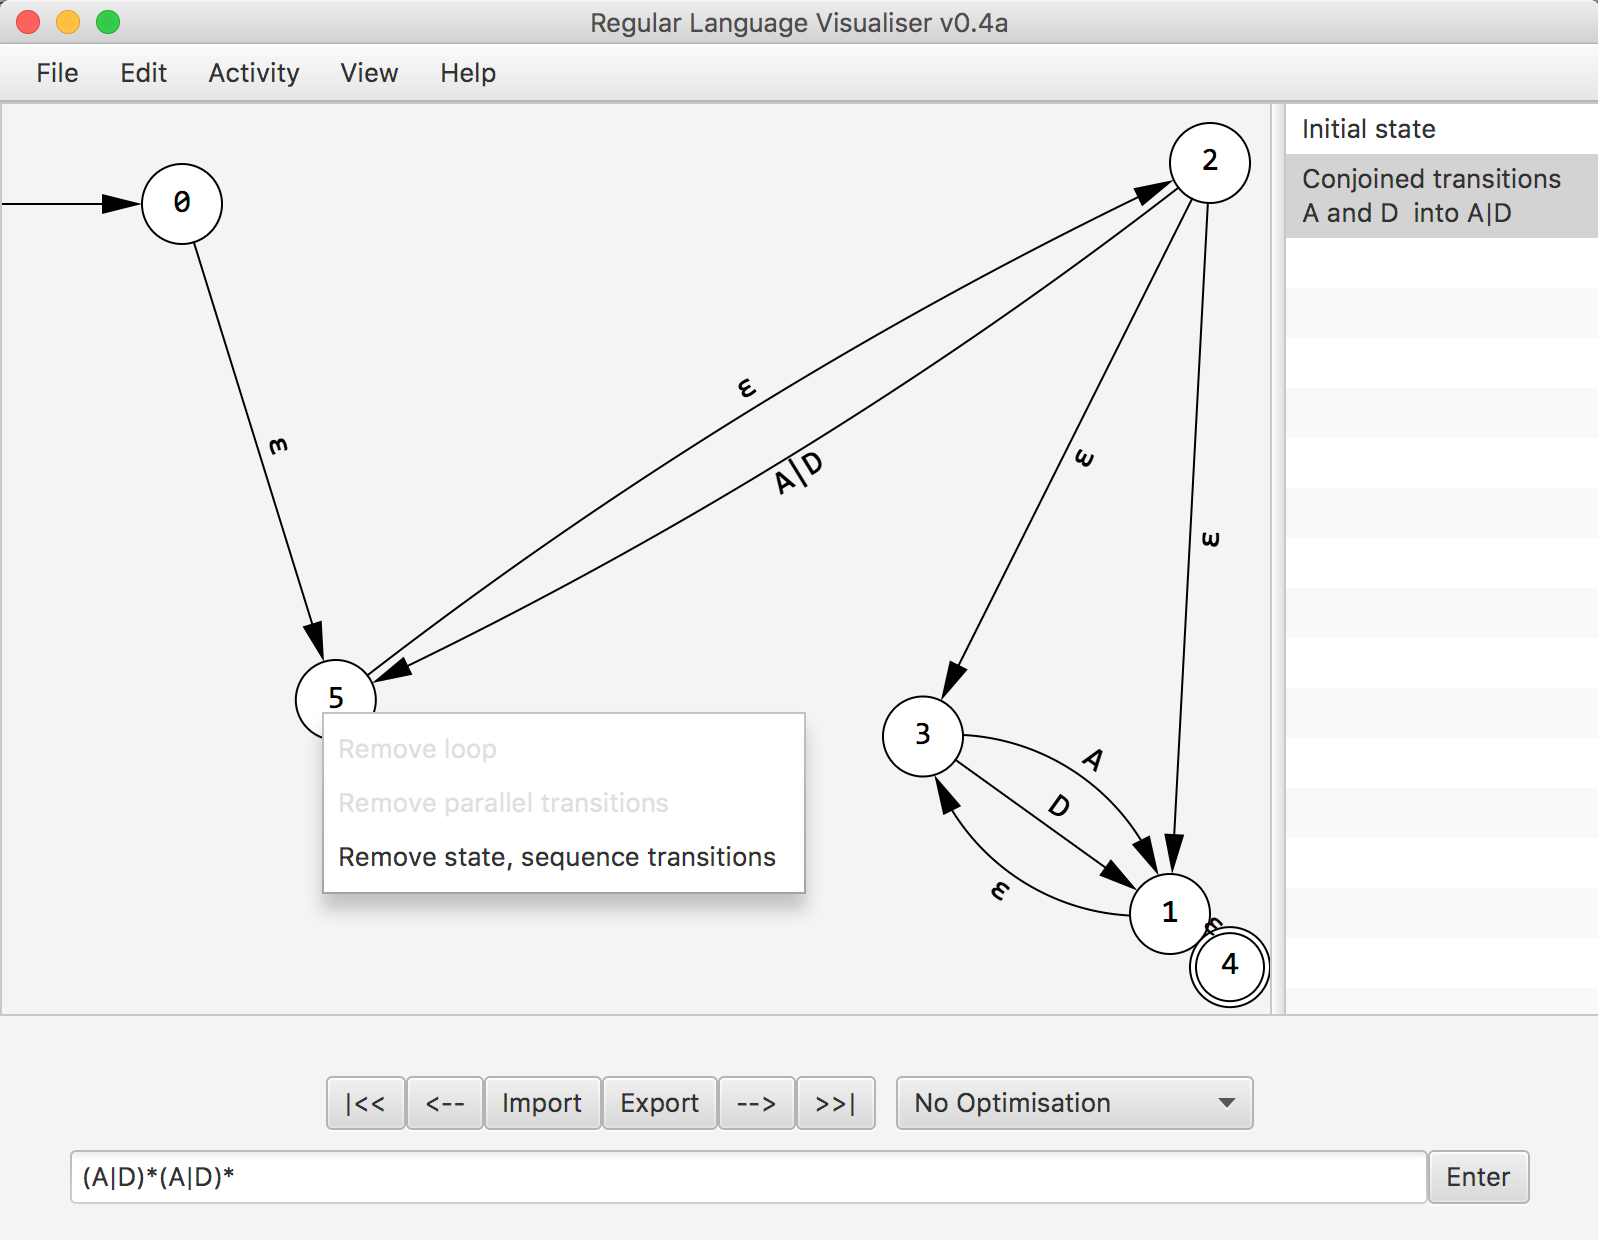 Regular Language Visualiser v0.4a
File Edit Activity View Help
Initial state
Conjoined transitions
A and D into A|D
0
2
ε
ε
A|D
ε
ε
5
3
A
D
ε
1
ε
4
Remove loop
Remove parallel transitions
Remove state, sequence transitions
|<< <-- Import Export --> >>| No Optimisation
(A|D)*(A|D)* Enter